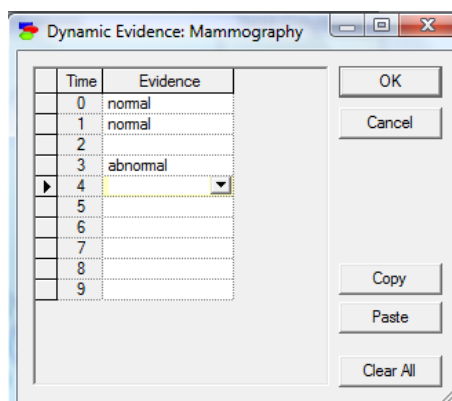 Dynamic Evidence: Mammography
Time Evidence
0 normal
1 normal
2
3 abnormal
4
5
6
7
8
9
OK
Cancel
Copy
Paste
Clear All